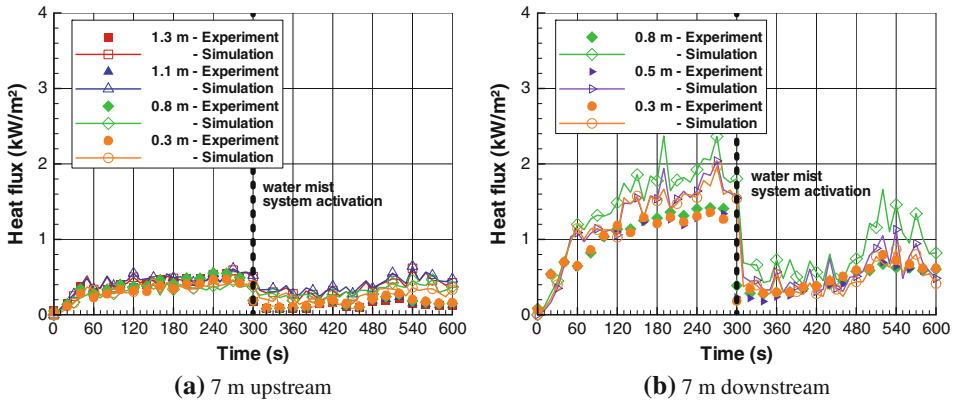 4
3
2
1
0
Heat flux (kW/m²)
1.3 m - Experiment
- Simulation
1.1 m - Experiment
- Simulation
0.8 m - Experiment
- Simulation
0.3 m - Experiment
- Simulation
water mist
system activation
0 60 120 180 240 300 360 420 480 540 600
Time (s)
(a) 7 m upstream
4
3
2
1
0
Heat flux (kW/m²)
0.8 m - Experiment
- Simulation
0.5 m - Experiment
- Simulation
0.3 m - Experiment
- Simulation
water mist
system activation
0 60 120 180 240 300 360 420 480 540 600
Time (s)
(b) 7 m downstream